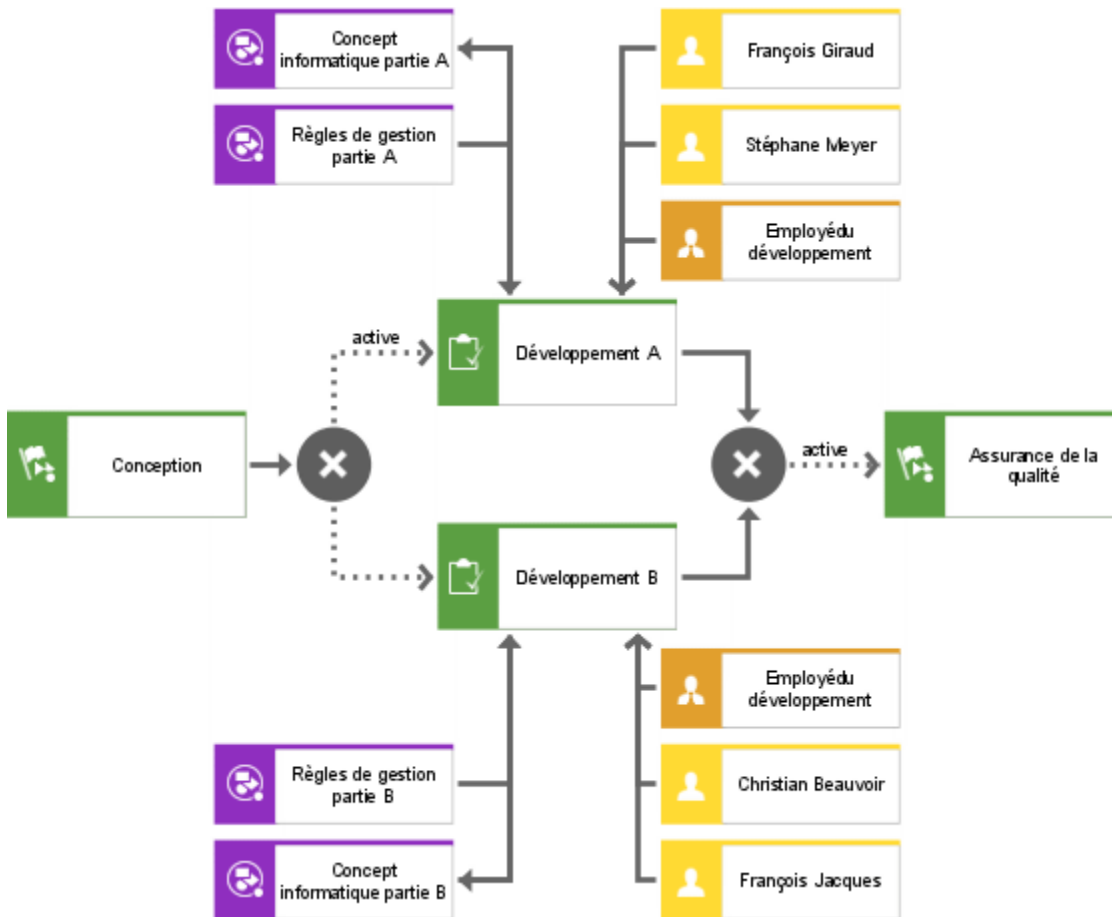 Concept
informatique partie A
François Giraud
Règles de gestion
partie A
Stéphane Meyer
Employédu
développement
active
Développement A
Conception
active
Assurance de la
qualité
Développement B
Employédu
développement
Règles de gestion
partie B
Christian Beauvoir
Concept
informatique partie B
François Jacques